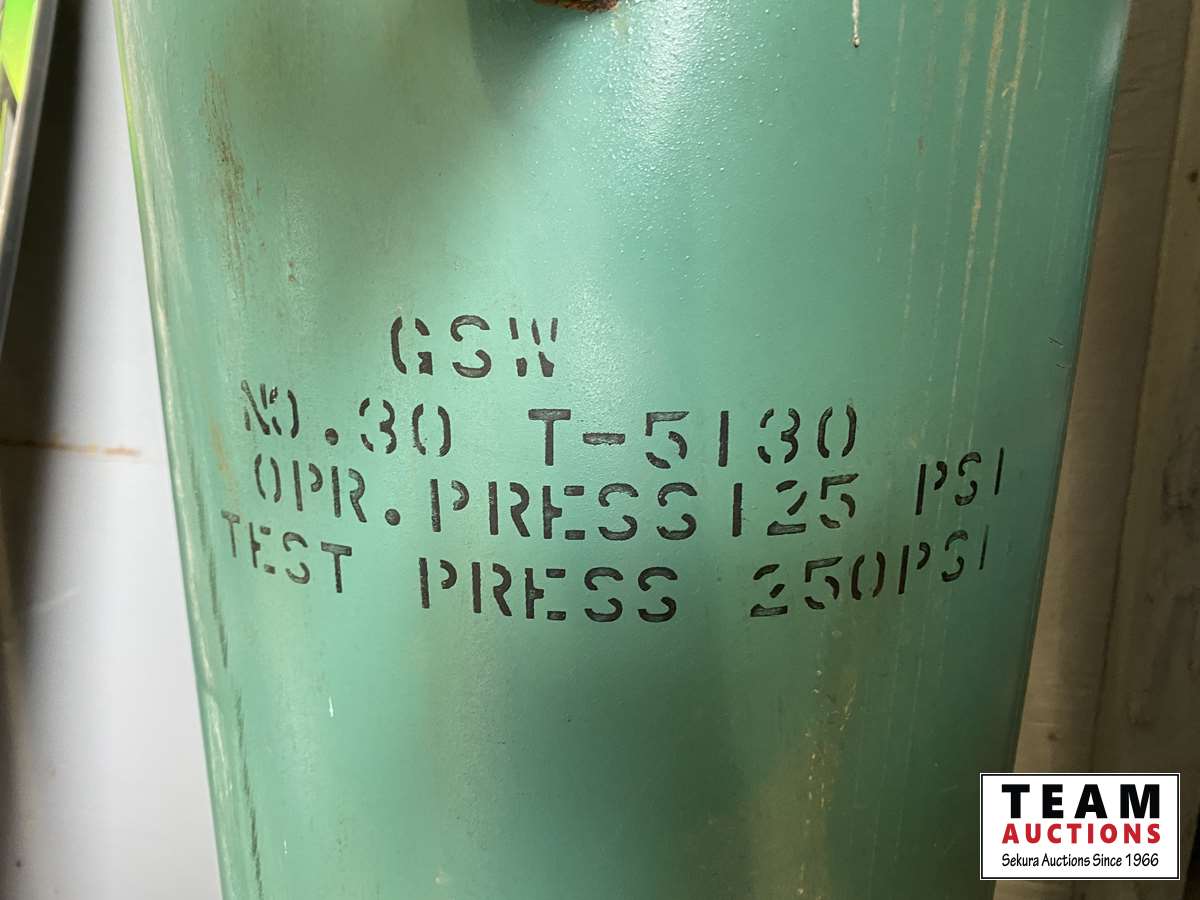 GSW
NO.30 T-5130
OPR.PRESS125 PSI
TEST PRESS 250PSI
TEAM
AUCTIONS
Sekura Auctions Since 1966